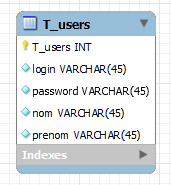 T_users
T_users INT
login VARCHAR(45)
password VARCHAR(45)
nom VARCHAR(45)
prenom VARCHAR(45)
Indexes